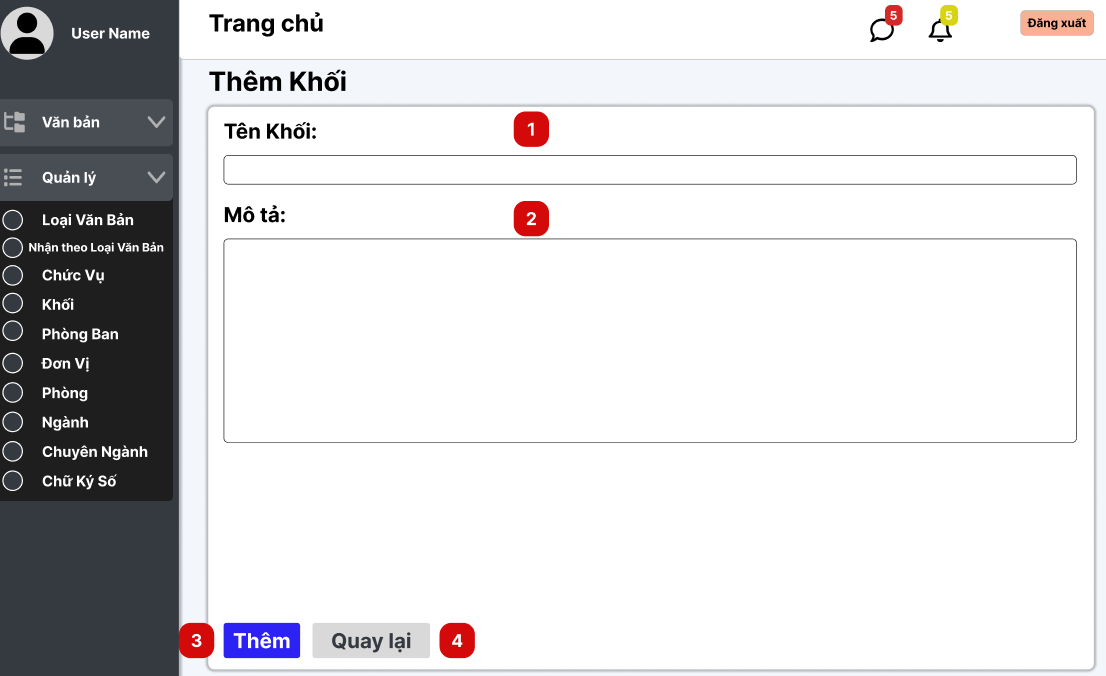 User Name
Văn bản
Quản lý
Loại Văn Bản
Nhận theo Loại Văn Bản
Chức Vụ
Khối
Phòng Ban
Đơn Vị
Phòng
Ngành
Chuyên Ngành
Chữ Ký Số
Trang chủ
5
5
Đăng xuất
Thêm Khối
Tên Khối:
1
Mô tả:
2
3
Thêm
Quay lại
4